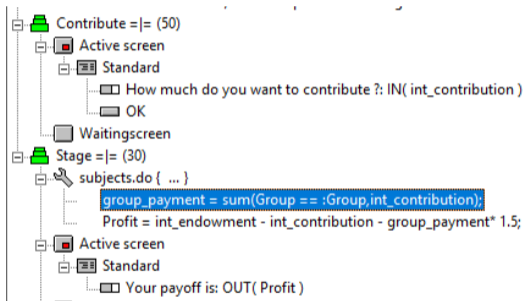 Contribute =|= (50)
Active screen
Standard
How much do you want to contribute ?: IN( int_contribution )
OK
Waitingscreen
Stage =|= (30)
subjects.do { ... }
group_payment = sum(Group == :Group,int_contribution);
Profit = int_endowment - int_contribution - group_payment* 1.5;
Active screen
Standard
Your payoff is: OUT( Profit )